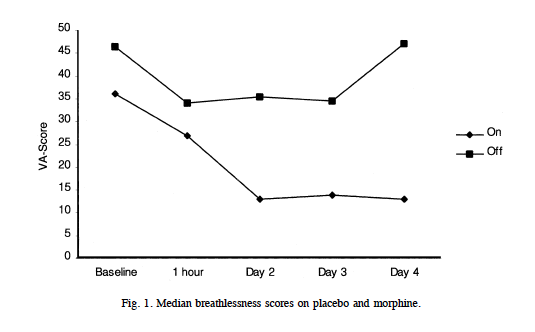 50
45
40
35
30
25
20
15
10
5
0
VA-Score
Baseline 1 hour Day 2 Day 3 Day 4
On
Off
Fig. 1. Median breathlessness scores on placebo and morphine.